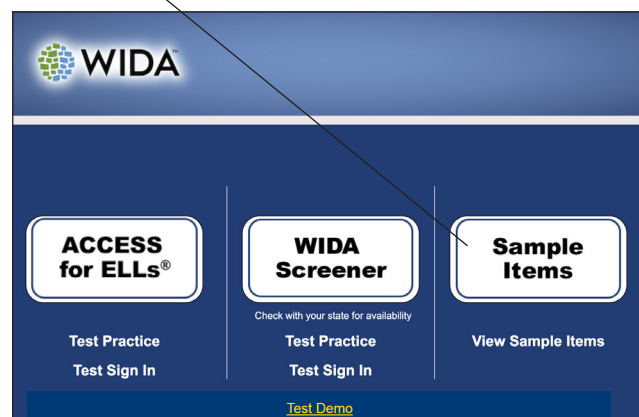 WIDA™
ACCESS
for ELLs®
Test Practice
Test Sign In
WIDA
Screener
Check with your state for availability
Test Practice
Test Sign In
Sample
Items
View Sample Items
Test Demo